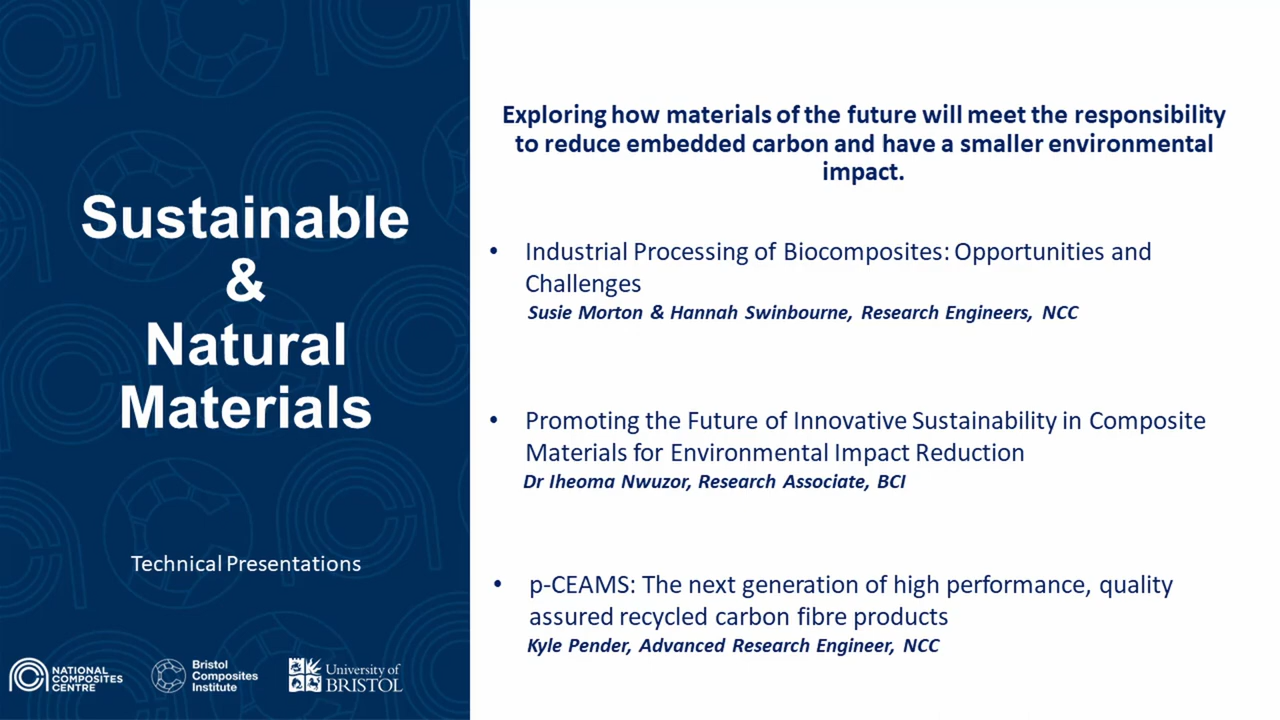 Sustainable
&
Natural
Materials
Technical Presentations
NATIONAL
COMPOSITES
CENTRE
Bristol
Composites
Institute
University of
BRISTOL
Exploring how materials of the future will meet the responsibility
to reduce embedded carbon and have a smaller environmental
impact.
• Industrial Processing of Biocomposites: Opportunities and
Challenges
Susie Morton & Hannah Swinbourne, Research Engineers, NCC
• Promoting the Future of Innovative Sustainability in Composite
Materials for Environmental Impact Reduction
Dr Iheoma Nwuzor, Research Associate, BCI
• p-CEAMS: The next generation of high performance, quality
assured recycled carbon fibre products
Kyle Pender, Advanced Research Engineer, NCC